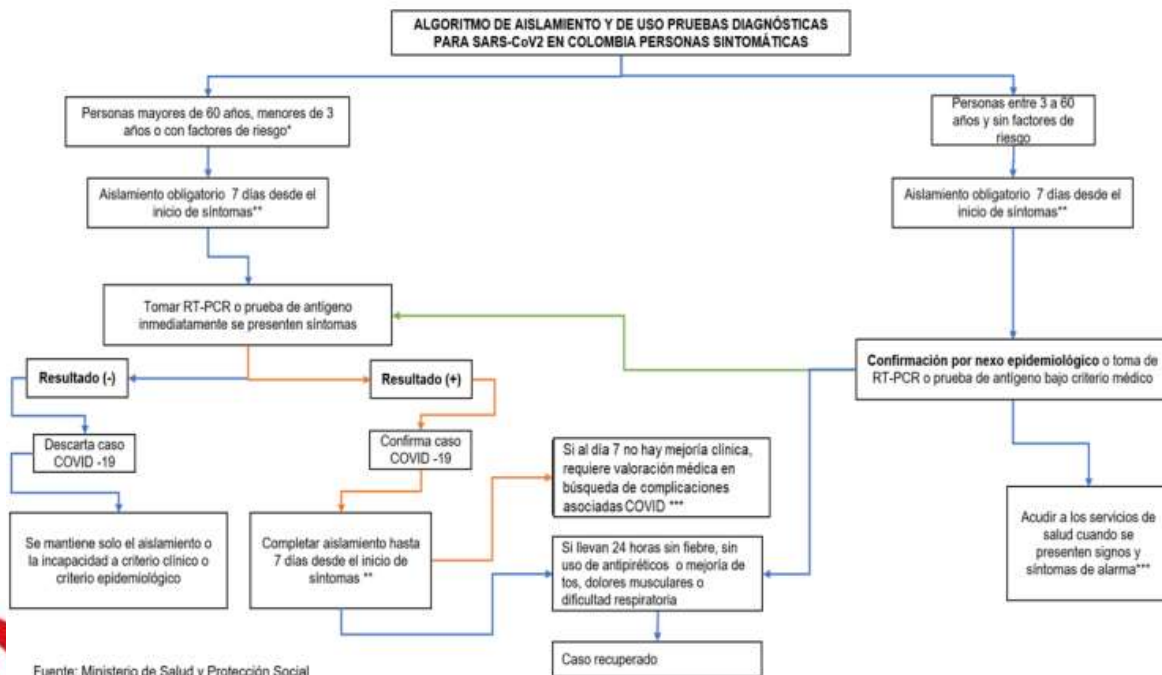 ALGORITMO DE AISLAMIENTO Y DE USO PRUEBAS DIAGNÓSTICAS
PARA SARS-CoV2 EN COLOMBIA PERSONAS SINTOMÁTICAS
Personas mayores de 60 años, menores de 3
años o con factores de riesgo*
Personas entre 3 a 60
años y sin factores de
riesgo
Aislamiento obligatorio 7 días desde el
inicio de síntomas**
Aislamiento obligatorio 7 días desde el
inicio de síntomas**
Tomar RT-PCR o prueba de antígeno
inmediatamente se presenten síntomas
Confirmación por nexo epidemiológico o toma de
RT-PCR o prueba de antígeno bajo criterio médico
Resultado (-)
Resultado (+)
Descarta caso
COVID -19
Confirma caso
COVID -19
Si al día 7 no hay mejoría clínica,
requiere valoración médica en
búsqueda de complicaciones
asociadas COVID ***
Se mantiene solo el aislamiento o
la incapacidad a criterio clínico o
criterio epidemiológico
Completar aislamiento hasta
7 días desde el inicio de
síntomas **
Si llevan 24 horas sin fiebre, sin
uso de antipiréticos o mejoría de
tos, dolores musculares o
dificultad respiratoria
Acudir a los servicios de
salud cuando se
presenten signos y
síntomas de alarma***
Caso recuperado
Fuente: Ministerio de Salud y Protección Social